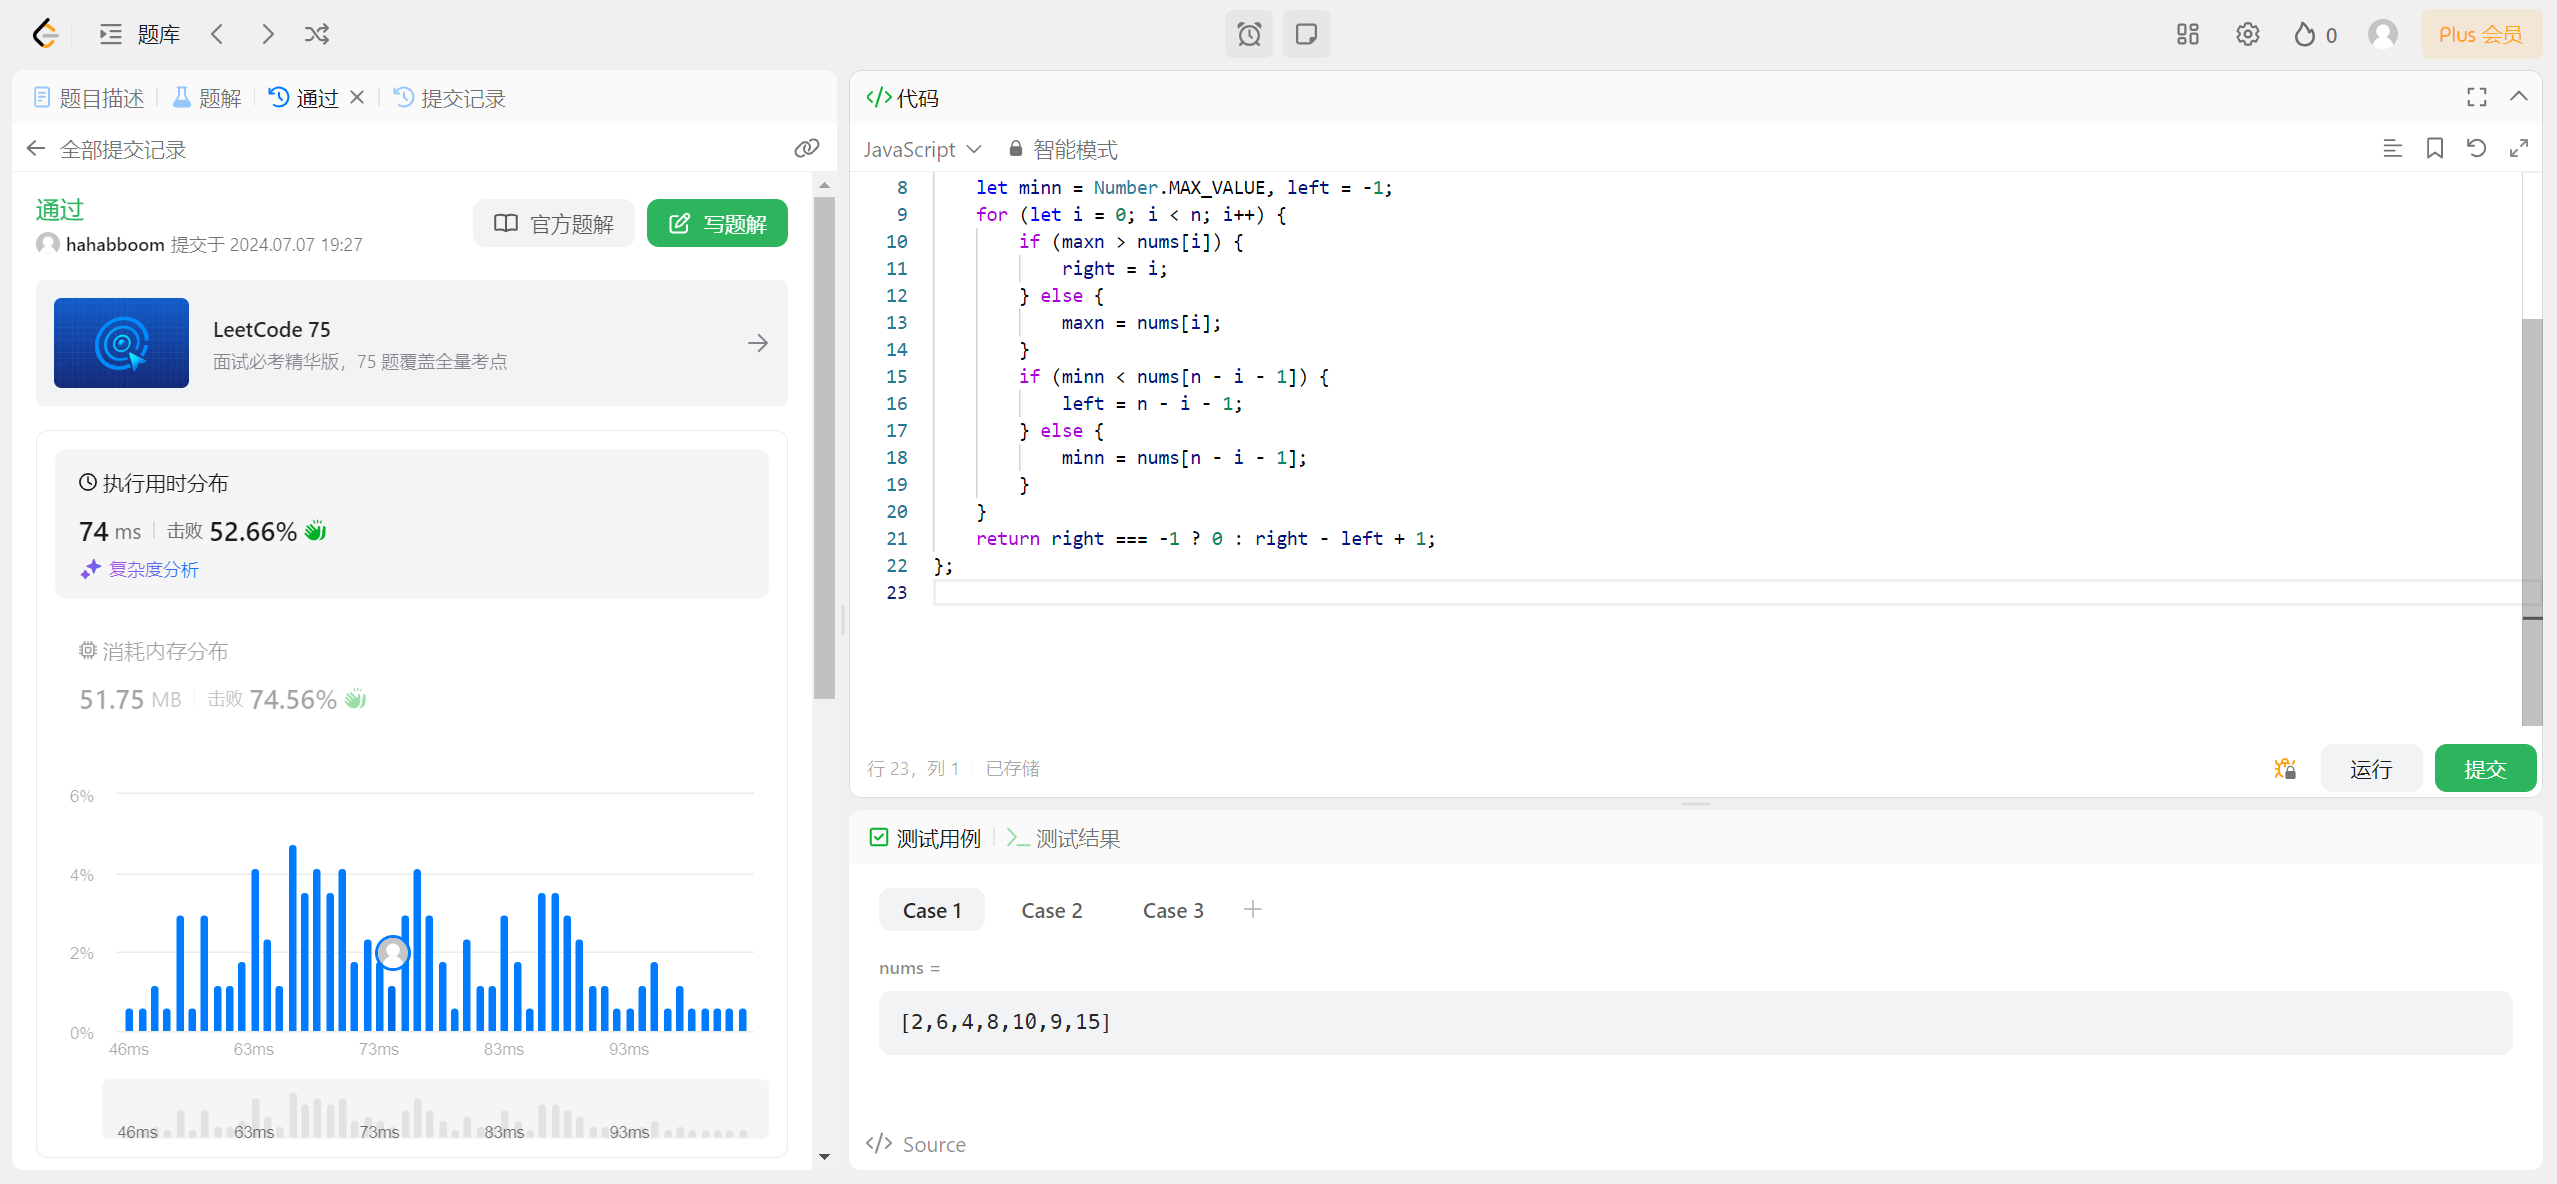 题库
0
Plus 会员
题目描述
题解
通过
提交记录
全部提交记录
通过
hahabboom 提交于 2024.07.07 19:27
官方题解
写题解
LeetCode 75
面试必考精华版，75 题覆盖全量考点
执行用时分布
74 ms 击败 52.66%
复杂度分析
消耗内存分布
51.75 MB 击败 74.56%
6%
4%
2%
0%
46ms 63ms 73ms 83ms 93ms
46ms 63ms 73ms 83ms 93ms
</> 代码
JavaScript 智能模式
8 let minn = Number.MAX_VALUE, left = -1;
9 for (let i = 0; i < n; i++) {
10 if (maxn > nums[i]) {
11 right = i;
12 } else {
13 maxn = nums[i];
14 }
15 if (minn < nums[n - i - 1]) {
16 left = n - i - 1;
17 } else {
18 minn = nums[n - i - 1];
19 }
20 }
21 return right === -1 ? 0 : right - left + 1;
22 };
23
行 23，列 1 已存储
运行
提交
测试用例
测试结果
Case 1
Case 2
Case 3
nums =
[2,6,4,8,10,9,15]
</> Source